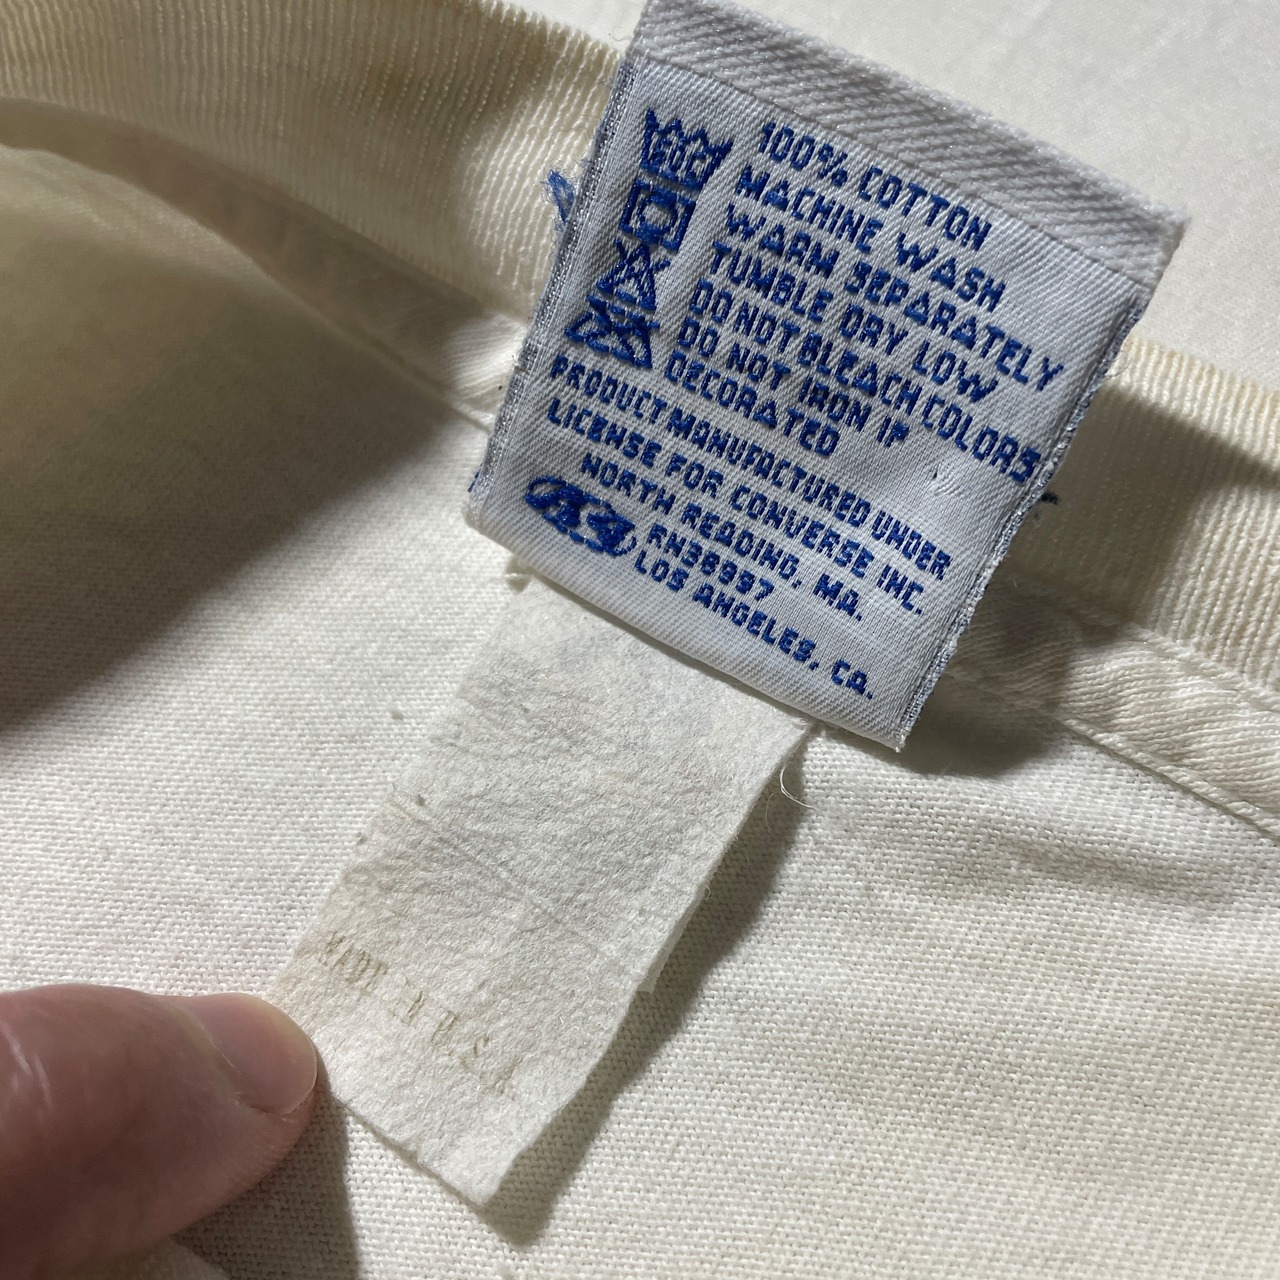 100% COTTON
MACHINE WASH
WARM SEPARATELY
TUMBLE DRY LOW
DO NOT BLEACH COLORS
DO NOT IRON IF
DECORATED
PRODUCT MANUFACTURED UNDER
LICENSE FOR CONVERSE INC.
NORTH READING, MA.
RN38997
LOS ANGELES, CA.
MADE IN U.S.A